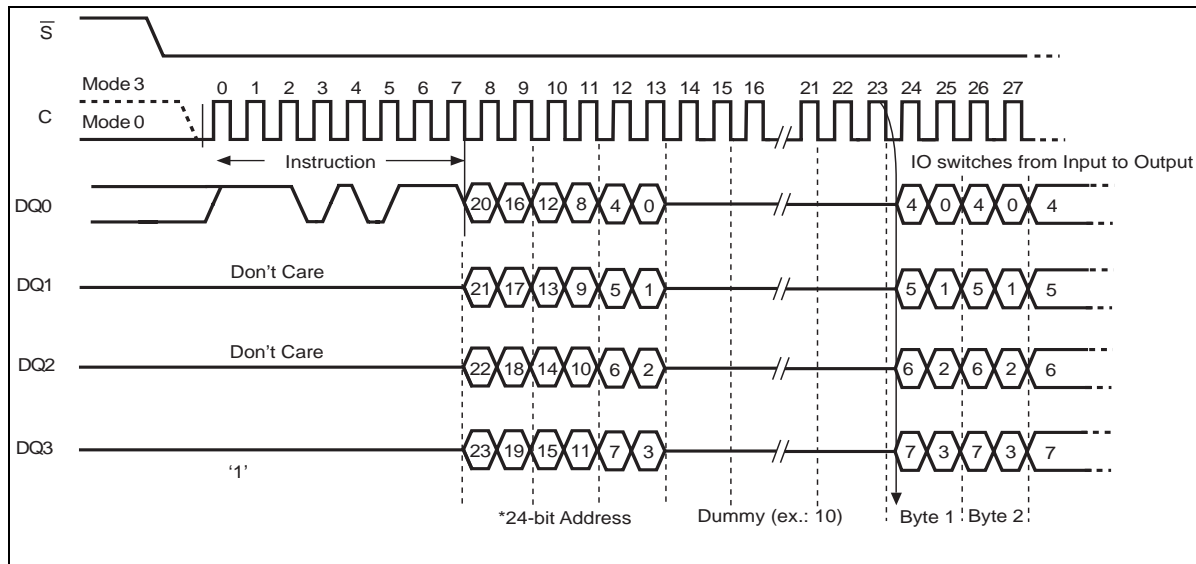 S
Mode 3
0 1 2 3 4 5 6 7 8 9 10 11 12 13 14 15 16 21 22 23 24 25 26 27
C
Mode 0
Instruction
IO switches from Input to Output
DQ0
20 16 12 8 4 0 4 0 4 0 4
Don't Care
DQ1
21 17 13 9 5 1 5 1 5 1 5
Don't Care
DQ2
22 18 14 10 6 2 6 2 6 2 6
DQ3
23 19 15 11 7 3 7 3 7 3 7
‘1’
*24-bit Address Dummy (ex.: 10) Byte 1 Byte 2